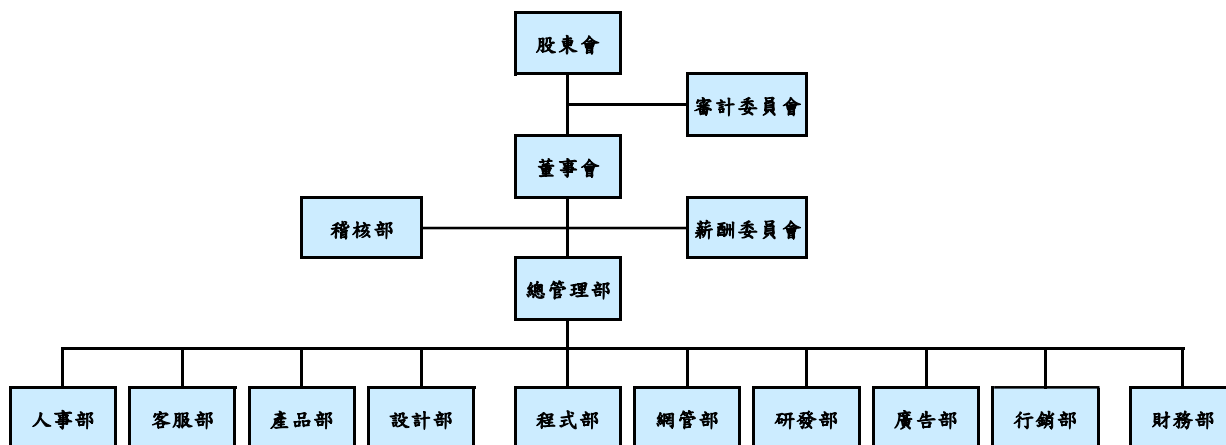 股東會
審計委員會
董事會
稽核部
薪酬委員會
總管理部
人事部
客服部
產品部
設計部
程式部
網管部
研發部
廣告部
行銷部
財務部